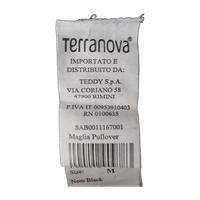 Terranova®
IMPORTATO E
DISTRIBUITO DA:
TEDDY S.p.A.
VIA CORIANO 58
47900 RIMINI
P.IVA IT 00953910403
RN 0100635
SAB0011167001
Maglia Pullover
Size: M
Nero Black